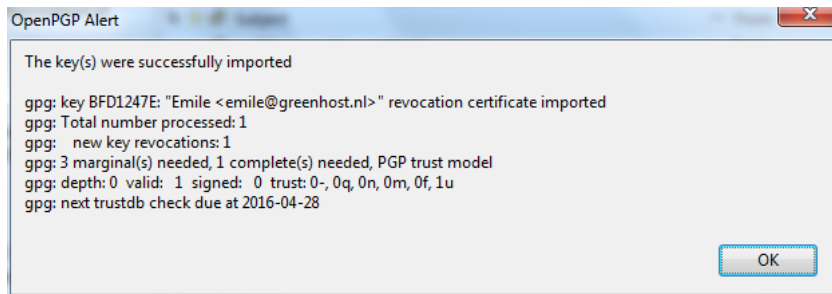 OpenPGP Alert
Subject
The key(s) were successfully imported
gpg: key BFD1247E: "Emile <emile@greenhost.nl>" revocation certificate imported
gpg: Total number processed: 1
gpg:    new key revocations: 1
gpg: 3 marginal(s) needed, 1 complete(s) needed, PGP trust model
gpg: depth: 0  valid:   1  signed:   0  trust: 0-, 0q, 0n, 0m, 0f, 1u
gpg: next trustdb check due at 2016-04-28
OK